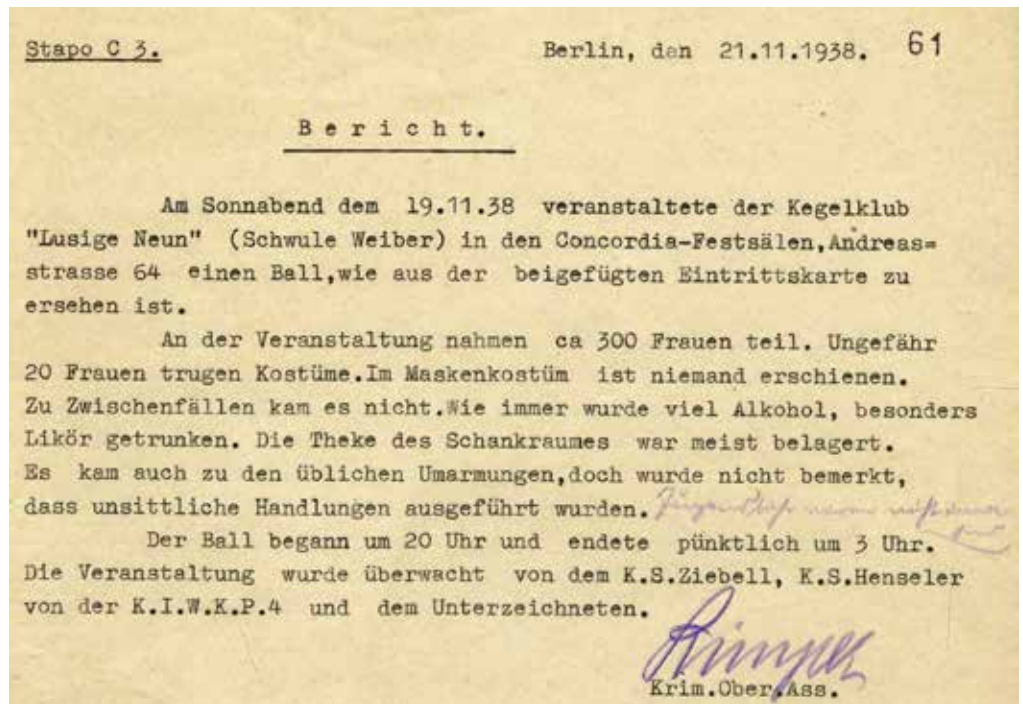 Stapo C 3. Berlin, den 21.11.1938. 61
Bericht.
Am Sonnabend dem 19.11.38 veranstaltete der Kegelklub
"Lusige Neun" (Schwule Weiber) in den Concordia-Festsälen,Andreas=
strasse 64 einen Ball,wie aus der beigefügten Eintrittskarte zu
ersehen ist.
An der Veranstaltung nahmen ca 300 Frauen teil. Ungefähr
20 Frauen trugen Kostüme.Im Maskenkostüm ist niemand erschienen.
Zu Zwischenfällen kam es nicht.Wie immer wurde viel Alkohol, besonders
Likör getrunken. Die Theke des Schankraumes war meist belagert.
Es kam auch zu den üblichen Umarmungen,doch wurde nicht bemerkt,
dass unsittliche Handlungen ausgeführt wurden. Jugendliche waren nicht
Der Ball begann um 20 Uhr und endete pünktlich um 3 Uhr.
Die Veranstaltung wurde überwacht von dem K.S.Ziebell, K.S.Henseler
von der K.I.W.K.P.4 und dem Unterzeichneten.
Krim.Ober.Ass.